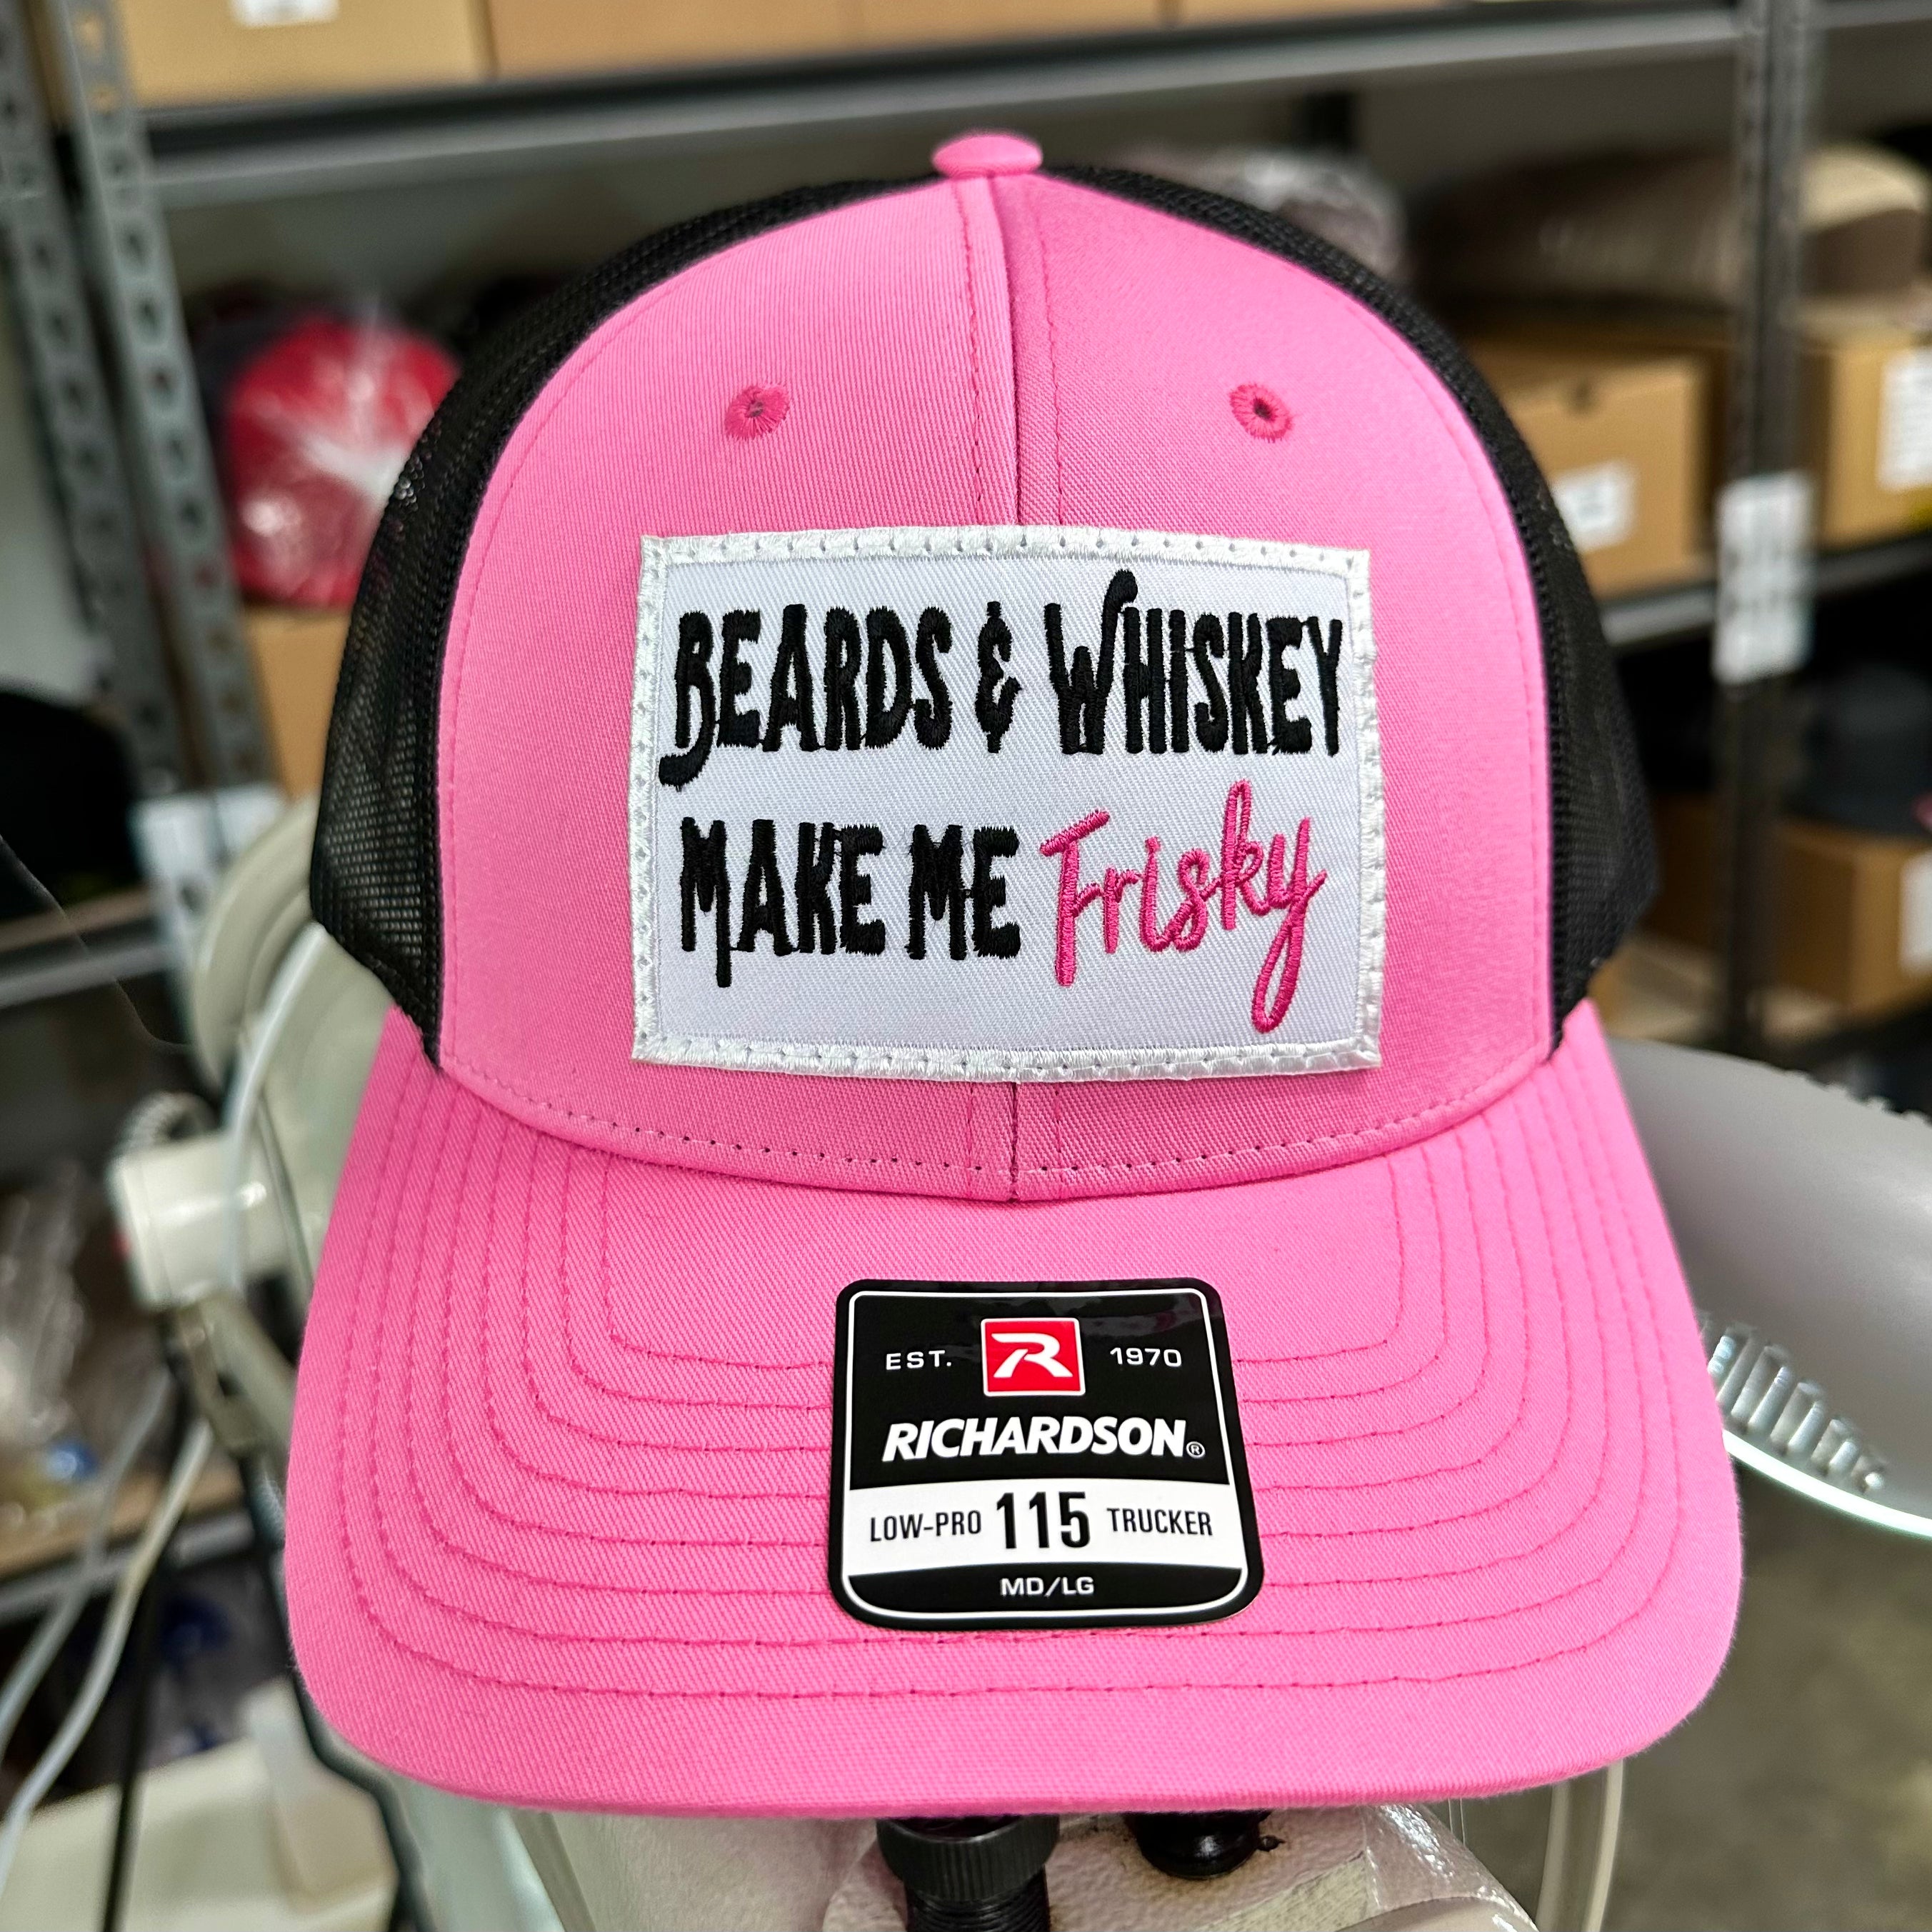 BEARDS & WHISKEY
MAKE ME Frisky
EST. R 1970
RICHARDSON®
LOW-PRO 115 TRUCKER
MD/LG